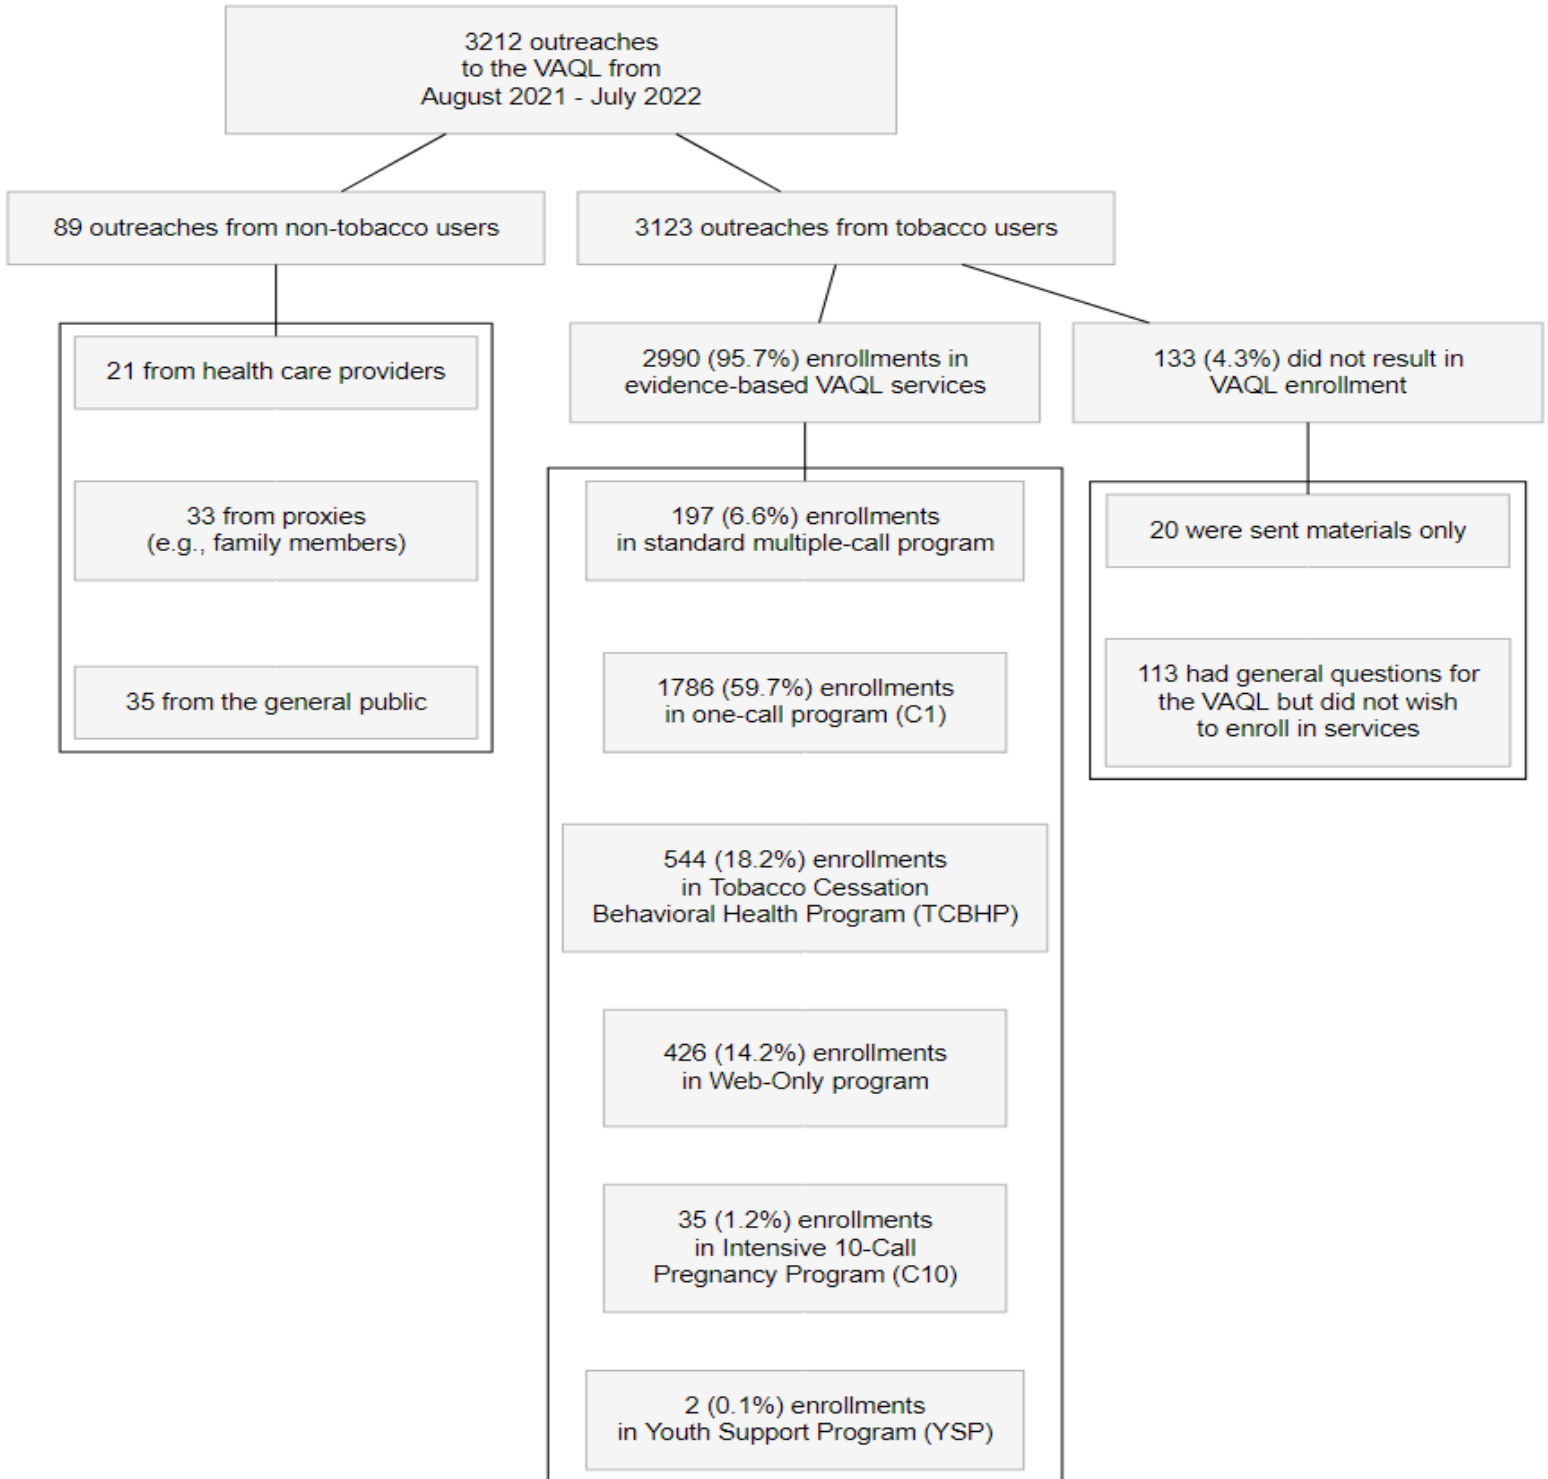 3212 outreaches
to the VAQL from
August 2021 - July 2022
89 outreaches from non-tobacco users
3123 outreaches from tobacco users
21 from health care providers
33 from proxies
(e.g., family members)
35 from the general public
2990 (95.7%) enrollments in
evidence-based VAQL services
197 (6.6%) enrollments
in standard multiple-call program
1786 (59.7%) enrollments
in one-call program (C1)
544 (18.2%) enrollments
in Tobacco Cessation
Behavioral Health Program (TCBHP)
426 (14.2%) enrollments
in Web-Only program
35 (1.2%) enrollments
in Intensive 10-Call
Pregnancy Program (C10)
2 (0.1%) enrollments
in Youth Support Program (YSP)
133 (4.3%) did not result in
VAQL enrollment
20 were sent materials only
113 had general questions for
the VAQL but did not wish
to enroll in services